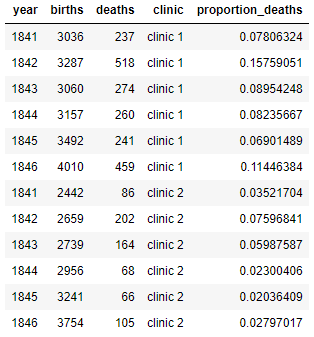 year births deaths clinic proportion_deaths
1841 3036 237 clinic 1 0.07806324
1842 3287 518 clinic 1 0.15759051
1843 3060 274 clinic 1 0.08954248
1844 3157 260 clinic 1 0.08235667
1845 3492 241 clinic 1 0.06901489
1846 4010 459 clinic 1 0.11446384
1841 2442 86 clinic 2 0.03521704
1842 2659 202 clinic 2 0.07596841
1843 2739 164 clinic 2 0.05987587
1844 2956 68 clinic 2 0.02300406
1845 3241 66 clinic 2 0.02036409
1846 3754 105 clinic 2 0.02797017